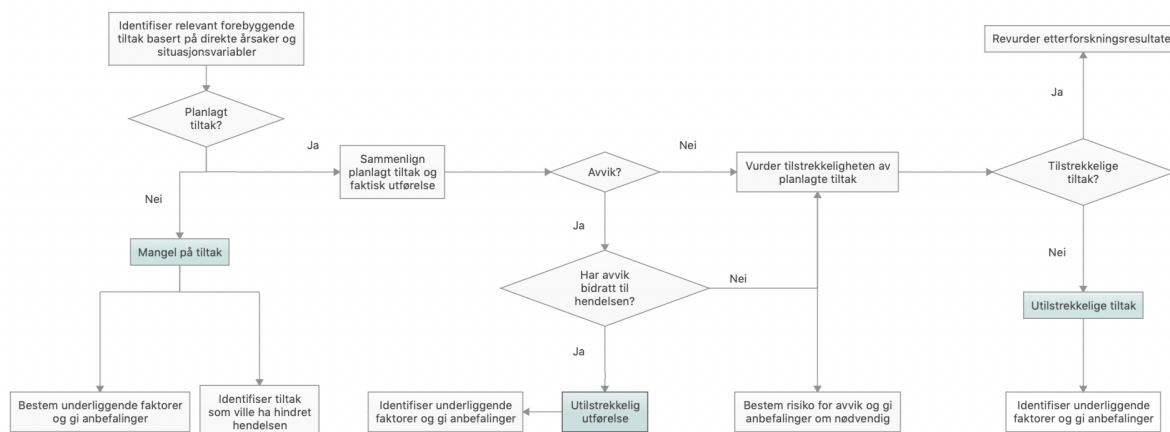 Identifiser relevant forebyggende
tiltak basert på direkte årsaker og
situasjonsvariabler
Planlagt
tiltak?
Ja
Nei
Mangel på tiltak
Bestem underliggende faktorer
og gi anbefalinger
Identifiser tiltak
som ville ha hindret
hendelsen
Sammenlign
planlagt tiltak og
faktisk utførelse
Avvik?
Nei
Ja
Har avvik
bidratt til
hendelsen?
Nei
Ja
Utilstrekkelig
utførelse
Identifiser underliggende
faktorer og gi anbefalinger
Vurder tilstrekkeligheten av
planlagte tiltak
Bestem risiko for avvik og gi
anbefalinger om nødvendig
Tilstrekkelige
tiltak?
Ja
Revurder etterforskningsresultate
Nei
Utilstrekkelige tiltak
Identifiser underliggende
faktorer og gi anbefalinger